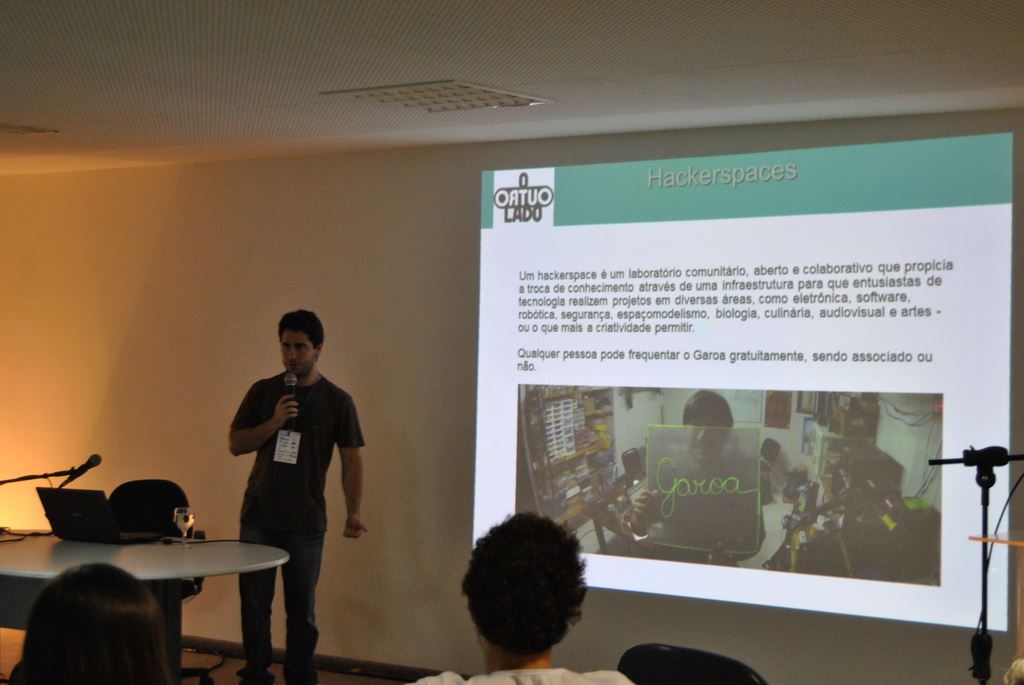 Hackerspaces
O
OATUO
LADO
Um hackerspace é um laboratório comunitário, aberto e colaborativo que propicia
a troca de conhecimento através de uma infraestrutura para que entusiastas de
tecnologia realizem projetos em diversas áreas, como eletrônica, software,
robótica, segurança, espaçomodelismo, biologia, culinária, audiovisual e artes -
ou o que mais a criatividade permitir.
Qualquer pessoa pode frequentar o Garoa gratuitamente, sendo associado ou
não.
Garoa